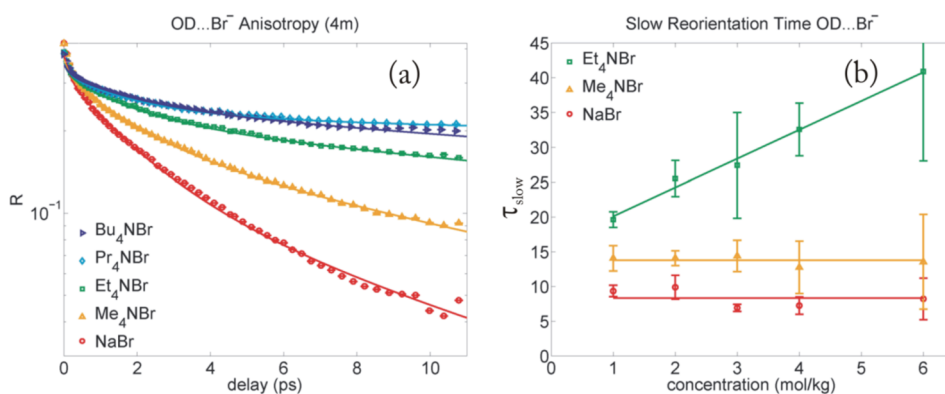 OD...Br⁻ Anisotropy (4m)
(a)
R
10⁻¹
Bu₄NBr
Pr₄NBr
Et₄NBr
Me₄NBr
NaBr
0 2 4 6 8 10
delay (ps)
Slow Reorientation Time OD...Br⁻
(b)
Et₄NBr
Me₄NBr
NaBr
τslow
45
40
35
30
25
20
15
10
5
0
0 1 2 3 4 5 6
concentration (mol/kg)